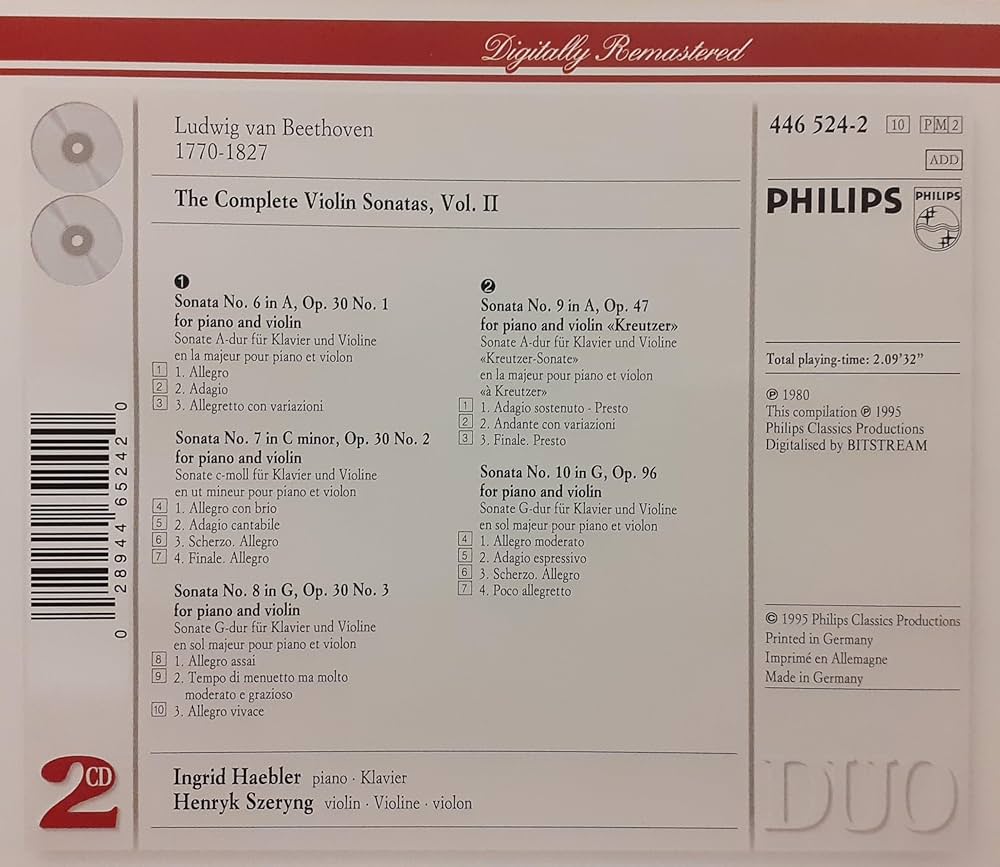 Digitally Remastered
Ludwig van Beethoven
1770-1827
The Complete Violin Sonatas, Vol. II
❶
Sonata No. 6 in A, Op. 30 No. 1
for piano and violin
Sonate A-dur für Klavier und Violine
en la majeur pour piano et violon
1 1. Allegro
2 2. Adagio
3 3. Allegretto con variazioni
Sonata No. 7 in C minor, Op. 30 No. 2
for piano and violin
Sonate c-moll für Klavier und Violine
en ut mineur pour piano et violon
4 1. Allegro con brio
5 2. Adagio cantabile
6 3. Scherzo. Allegro
7 4. Finale. Allegro
Sonata No. 8 in G, Op. 30 No. 3
for piano and violin
Sonate G-dur für Klavier und Violine
en sol majeur pour piano et violon
8 1. Allegro assai
9 2. Tempo di menuetto ma molto
moderato e grazioso
10 3. Allegro vivace
❷
Sonata No. 9 in A, Op. 47
for piano and violin «Kreutzer»
Sonate A-dur für Klavier und Violine
«Kreutzer-Sonate»
en la majeur pour piano et violon
«à Kreutzer»
1 1. Adagio sostenuto - Presto
2 2. Andante con variazioni
3 3. Finale. Presto
Sonata No. 10 in G, Op. 96
for piano and violin
Sonate G-dur für Klavier und Violine
en sol majeur pour piano et violon
4 1. Allegro moderato
5 2. Adagio espressivo
6 3. Scherzo. Allegro
7 4. Poco allegretto
Ingrid Haebler piano · Klavier
Henryk Szeryng violin · Violine · violon
446 524-2 10 PM2
ADD
PHILIPS
PHILIPS
Total playing-time: 2.09'32"
℗ 1980
This compilation ℗ 1995
Philips Classics Productions
Digitalised by BITSTREAM
© 1995 Philips Classics Productions
Printed in Germany
Imprimé en Allemagne
Made in Germany
DUO
0 28944 65242 0
2CD